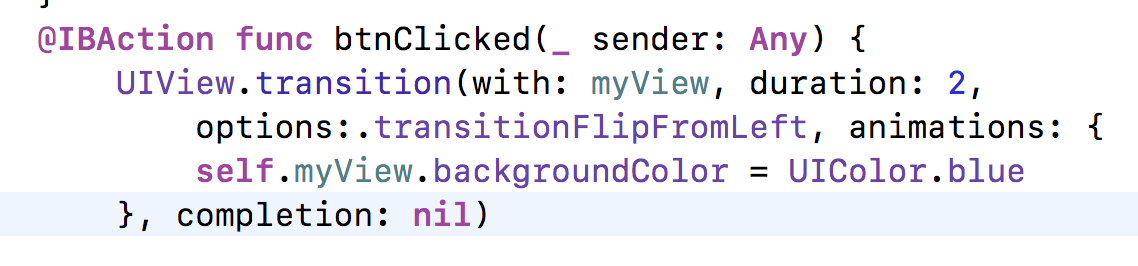 @IBAction func btnClicked(_ sender: Any) {
UIView.transition(with: myView, duration: 2,
options:.transitionFlipFromLeft, animations: {
self.myView.backgroundColor = UIColor.blue
}, completion: nil)